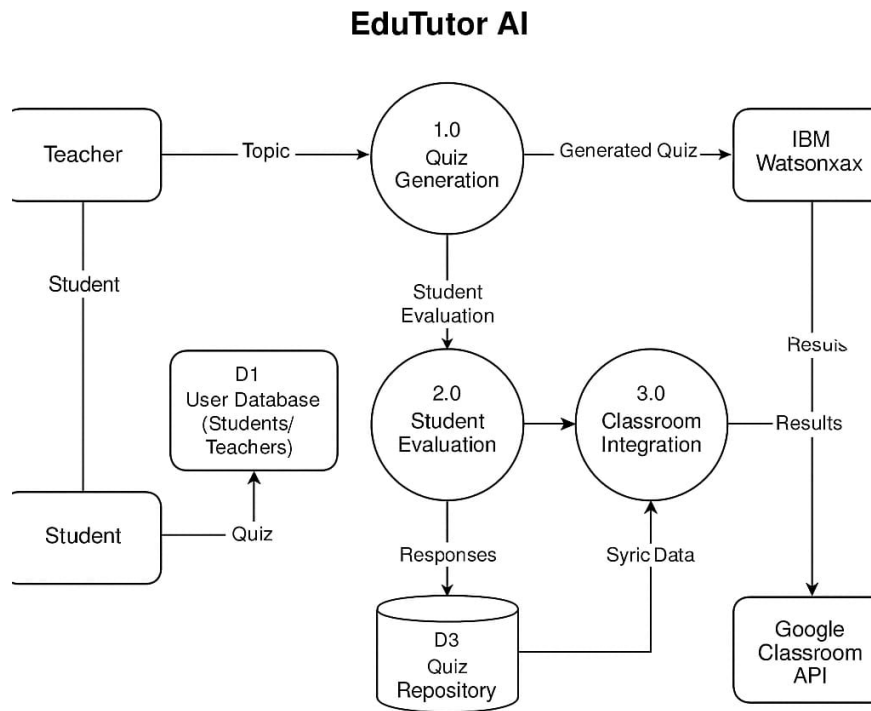 EduTutor AI
Teacher
Topic
1.0
Quiz
Generation
Generated Quiz
IBM
Watsonxax
Student
Student
Evaluation
D1
User Database
(Students/
Teachers)
2.0
Student
Evaluation
3.0
Classroom
Integration
Resuis
Results
Student
Quiz
Responses
Syric Data
D3
Quiz
Repository
Google
Classroom
API